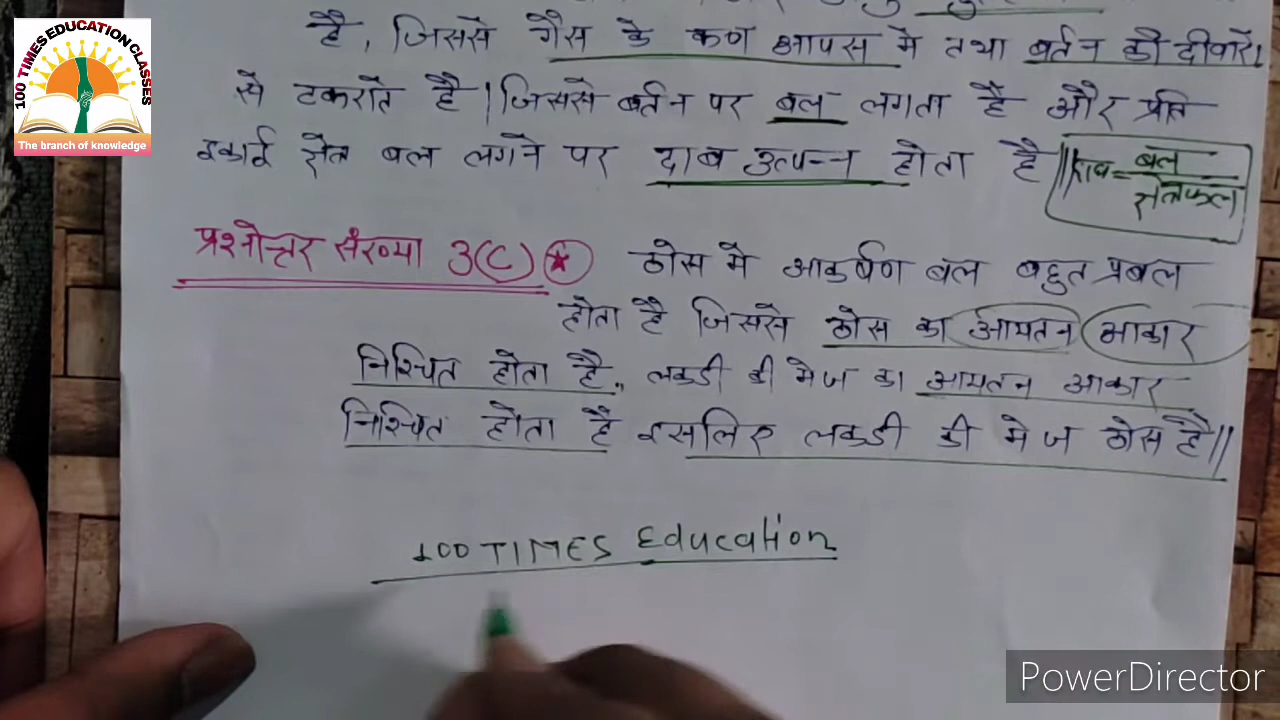 है, जिससे गैस के कण आपस मे तथा बर्तन की दीवारो
से टकराते है। जिससे बर्तन पर बल लगता है और प्रति
इकाई क्षेत्र बल लगने पर दाब उत्पन्न होता है॥
दाब = बल
क्षेत्रफल
प्रश्नोत्तर संख्या 3(C) ठोस मे आकर्षण बल बहुत प्रबल
होता है जिससे ठोस का आयतन आकार
निश्चित होता है, लकडी की मेज का आयतन आकार
निश्चित होता है इसलिए लकडी की मेज ठोस है॥
100 TIMES Education
100 TIMES EDUCATION CLASSES
The branch of knowledge
PowerDirector